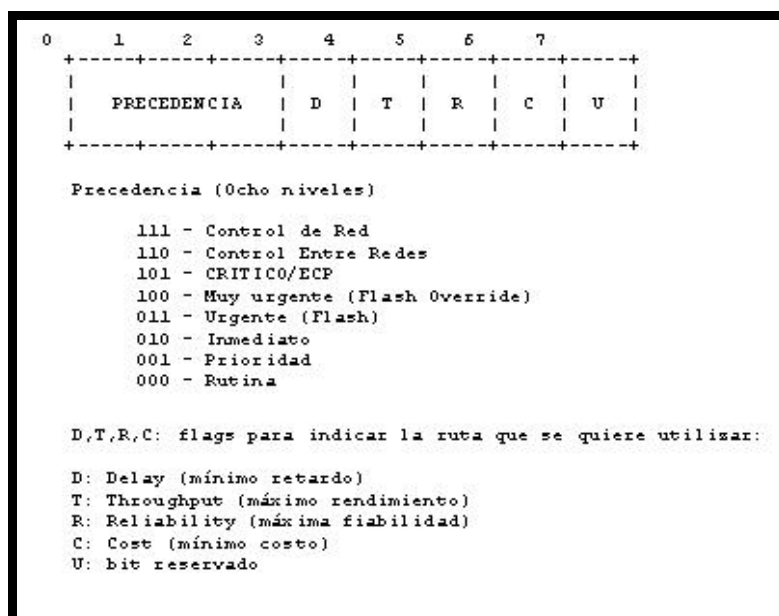 0 1 2 3 4 5 6 7
+-----+-----+-----+-----+-----+-----+-----+-----+
| | | | | | |
| PRECEDENCIA | D | T | R | C | U |
| | | | | | |
+-----+-----+-----+-----+-----+-----+-----+-----+
Precedencia (Ocho niveles)
111 - Control de Red
110 - Control Entre Redes
101 - CRITICO/ECP
100 - Muy urgente (Flash Override)
011 - Urgente (Flash)
010 - Inmediato
001 - Prioridad
000 - Rutina
D,T,R,C: flags para indicar la ruta que se quiere utilizar:
D: Delay (mínimo retardo)
T: Throughput (máximo rendimiento)
R: Reliability (máxima fiabilidad)
C: Cost (mínimo costo)
U: bit reservado